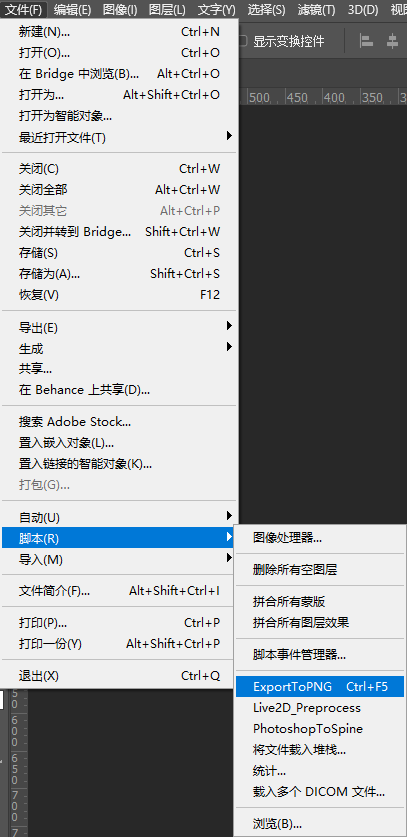 文件(F) 编辑(E) 图像(I) 图层(L) 文字(Y) 选择(S) 滤镜(T) 3D(D) 视图
新建(N)... Ctrl+N
显示变换控件
打开(O)... Ctrl+O
在 Bridge 中浏览(B)... Alt+Ctrl+O
打开为... Alt+Shift+Ctrl+O
500 450 400 350 3
打开为智能对象...
最近打开文件(T)
关闭(C) Ctrl+W
关闭全部 Alt+Ctrl+W
关闭其它 Alt+Ctrl+P
关闭并转到 Bridge... Shift+Ctrl+W
存储(S) Ctrl+S
存储为(A)... Shift+Ctrl+S
恢复(V) F12
导出(E)
生成
共享...
在 Behance 上共享(D)...
搜索 Adobe Stock...
置入嵌入对象(L)...
置入链接的智能对象(K)...
打包(G)...
自动(U)
脚本(R)
导入(M)
文件简介(F)... Alt+Shift+Ctrl+I
打印(P)... Ctrl+P
打印一份(Y) Alt+Shift+Ctrl+P
退出(X) Ctrl+Q
图像处理器...
删除所有空图层
拼合所有蒙版
拼合所有图层效果
脚本事件管理器...
ExportToPNG Ctrl+F5
Live2D_Preprocess
PhotoshopToSpine
将文件载入堆栈...
统计...
载入多个 DICOM 文件...
浏览(B)...
50
600
650
700